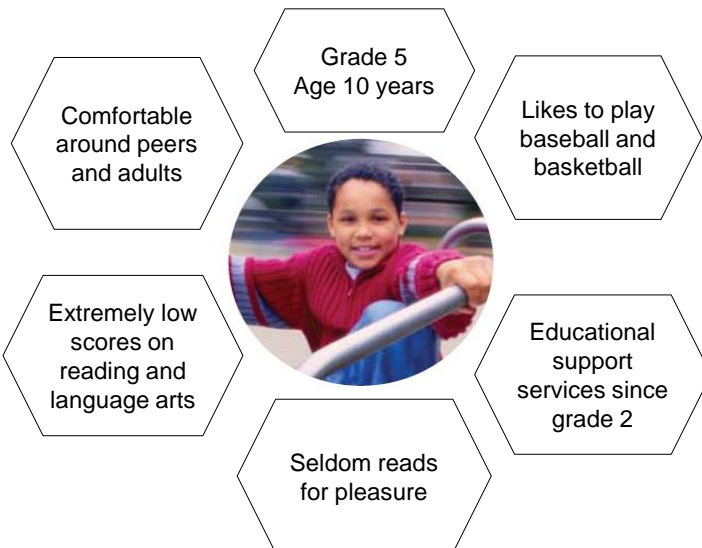 Grade 5
Age 10 years
Comfortable
around peers
and adults
Likes to play
baseball and
basketball
Extremely low
scores on
reading and
language arts
Educational
support
services since
grade 2
Seldom reads
for pleasure